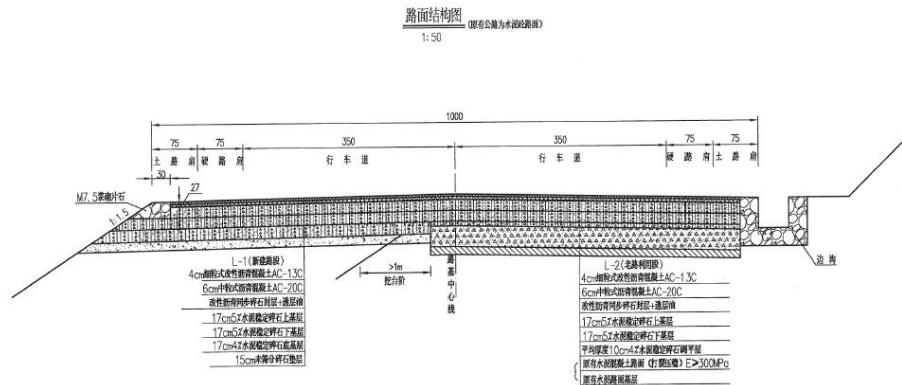 路面结构图 (原有公路为水泥砼路面)
1:50
1000
75 75 350 350 75 75
土路肩 硬路肩 行车道 行车道 硬路肩 土路肩
30
27
M7.5浆砌片石
1:1.5
>1m
挖台阶
路基中心线
边沟
L-1(新建路段)
4cm细粒式改性沥青混凝土AC-13C
6cm中粒式沥青混凝土AC-20C
改性沥青同步碎石封层+透层油
17cm5%水泥稳定碎石上基层
17cm5%水泥稳定碎石下基层
17cm4%水泥稳定碎石底基层
15cm未筛分碎石垫层
L-2(老路利用段)
4cm细粒式改性沥青混凝土AC-13C
6cm中粒式沥青混凝土AC-20C
改性沥青同步碎石封层+透层油
17cm5%水泥稳定碎石上基层
17cm5%水泥稳定碎石下基层
平均厚度10cm4%水泥稳定碎石调平层
原有水泥混凝土路面(打裂压稳)E≥300MPa
原有水泥路面基层